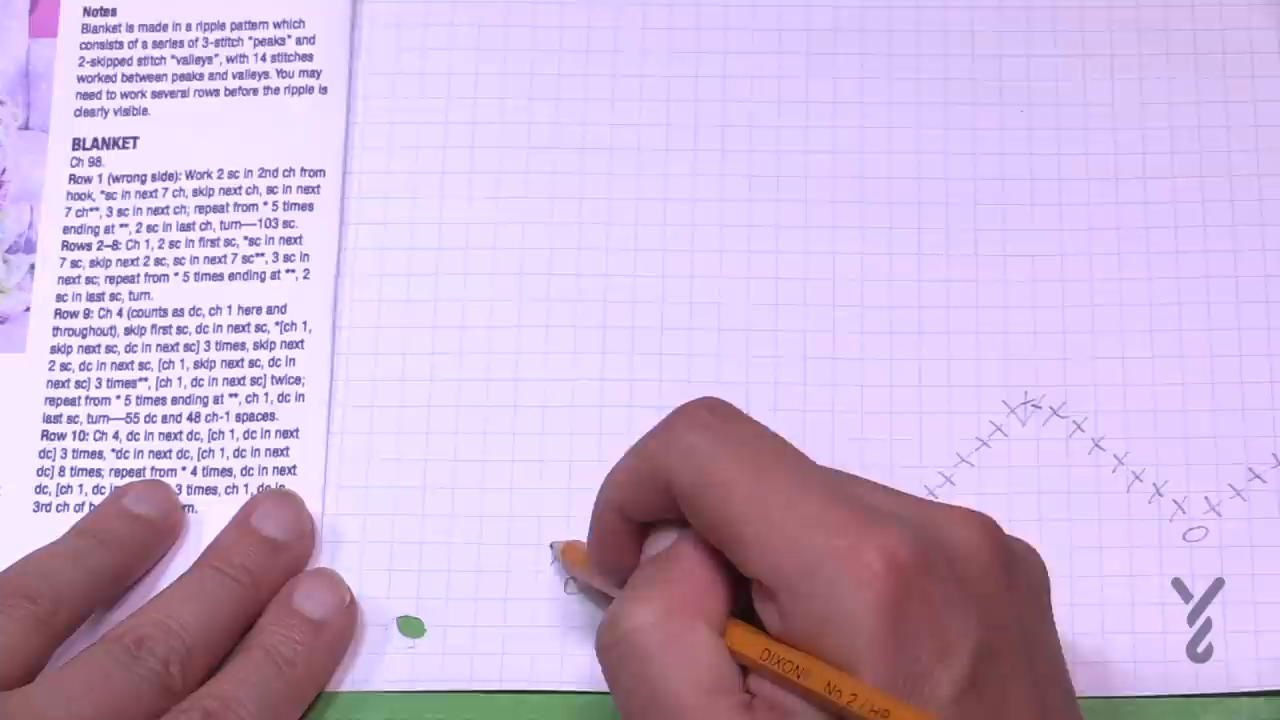 Notes
Blanket is made in a ripple pattern which
consists of a series of 3-stitch "peaks" and
2-skipped stitch "valleys", with 14 stitches
worked between peaks and valleys. You may
need to work several rows before the ripple is
clearly visible.
BLANKET
Ch 98.
Row 1 (wrong side): Work 2 sc in 2nd ch from
hook, *sc in next 7 ch, skip next ch, sc in next
7 ch**, 3 sc in next ch; repeat from * 5 times
ending at **, 2 sc in last ch, turn—103 sc.
Rows 2–8: Ch 1, 2 sc in first sc, *sc in next
7 sc, skip next 2 sc, sc in next 7 sc**, 3 sc in
next sc; repeat from * 5 times ending at **, 2
sc in last sc, turn.
Row 9: Ch 4 (counts as dc, ch 1 here and
throughout), skip first sc, dc in next sc, *[ch 1,
skip next sc, dc in next sc] 3 times, skip next
2 sc, dc in next sc, [ch 1, skip next sc, dc in
next sc] 3 times**, [ch 1, dc in next sc] twice;
repeat from * 5 times ending at **, ch 1, dc in
last sc, turn—55 dc and 48 ch-1 spaces.
Row 10: Ch 4, dc in next dc, [ch 1, dc in next
dc] 3 times, *dc in next dc, [ch 1, dc in next
dc] 8 times; repeat from * 4 times, dc in next
dc, [ch 1, dc 3 times, ch 1,
3rd ch of
DIXON No. 2/HB